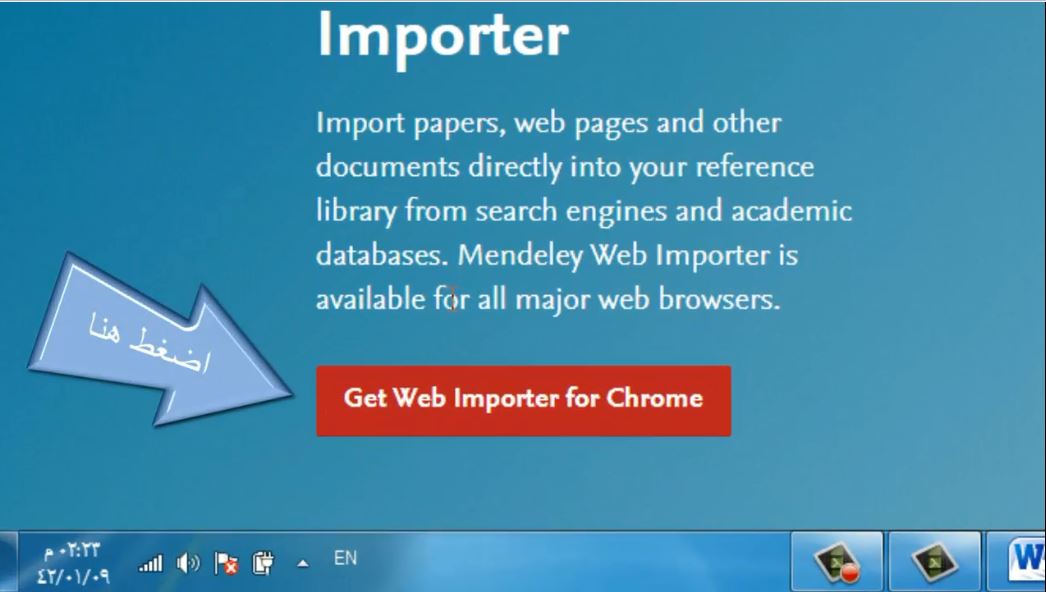 Importer
Import papers, web pages and other
documents directly into your reference
library from search engines and academic
databases. Mendeley Web Importer is
available for all major web browsers.
اضغط هنا
Get Web Importer for Chrome
٠٢:٢٣ م
٤٣/٠١/٠٩
EN
W